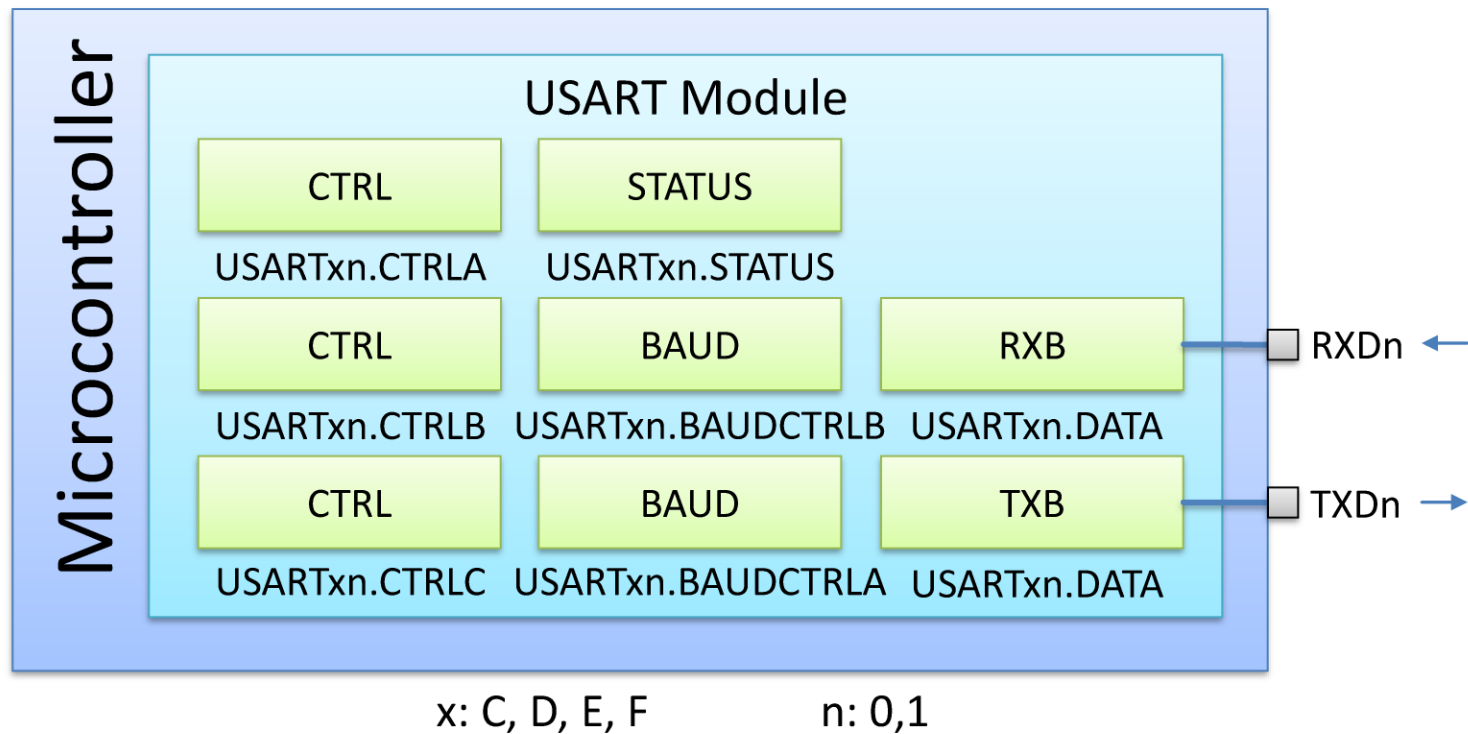 Microcontroller
USART Module
CTRL STATUS
USARTxn.CTRLA USARTxn.STATUS
CTRL BAUD RXB RXDn
USARTxn.CTRLB USARTxn.BAUDCTRLB USARTxn.DATA
CTRL BAUD TXB TXDn
USARTxn.CTRLC USARTxn.BAUDCTRLA USARTxn.DATA
x: C, D, E, F n: 0,1